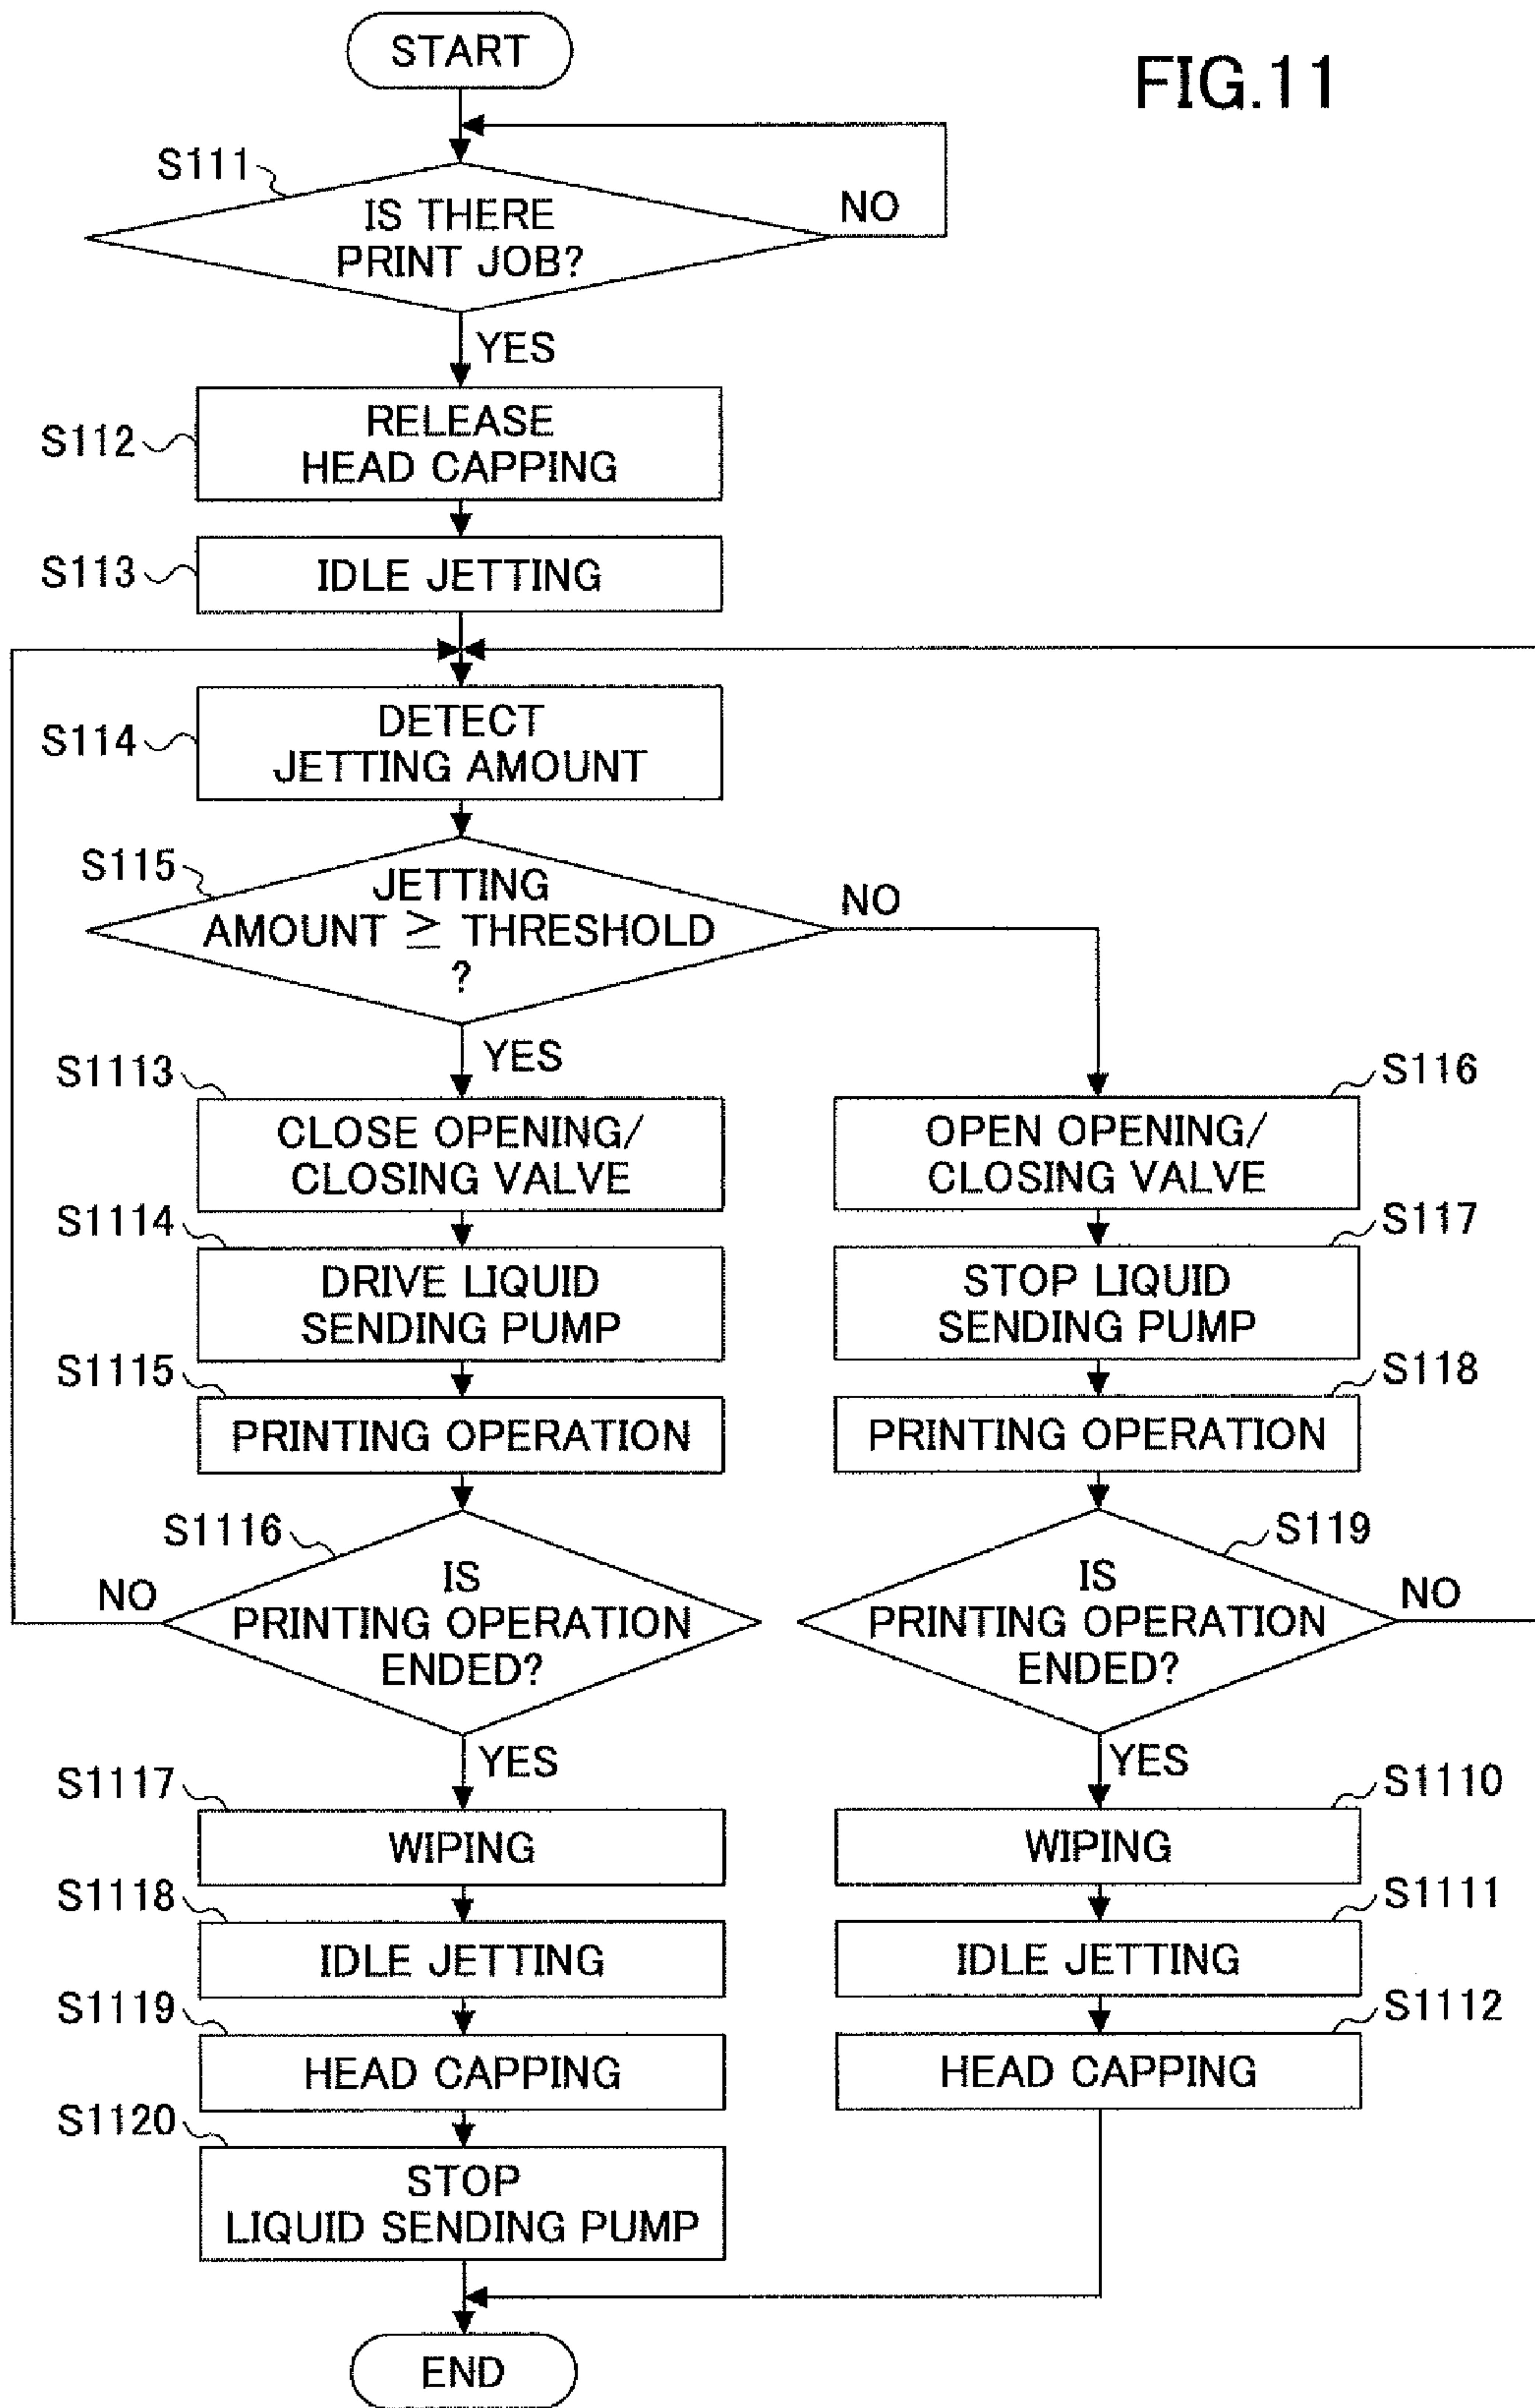 START
FIG.11
S111
IS THERE
PRINT JOB?
NO
YES
S112
RELEASE
HEAD CAPPING
S113
IDLE JETTING
S114
DETECT
JETTING AMOUNT
S115
JETTING
AMOUNT ≧ THRESHOLD
?
NO
YES
S1113
CLOSE OPENING/
CLOSING VALVE
S1114
DRIVE LIQUID
SENDING PUMP
S1115
PRINTING OPERATION
S1116
IS
PRINTING OPERATION
ENDED?
NO
YES
S1117
WIPING
S1118
IDLE JETTING
S1119
HEAD CAPPING
S1120
STOP
LIQUID SENDING PUMP
S116
OPEN OPENING/
CLOSING VALVE
S117
STOP LIQUID
SENDING PUMP
S118
PRINTING OPERATION
S119
IS
PRINTING OPERATION
ENDED?
NO
YES
S1110
WIPING
S1111
IDLE JETTING
S1112
HEAD CAPPING
END